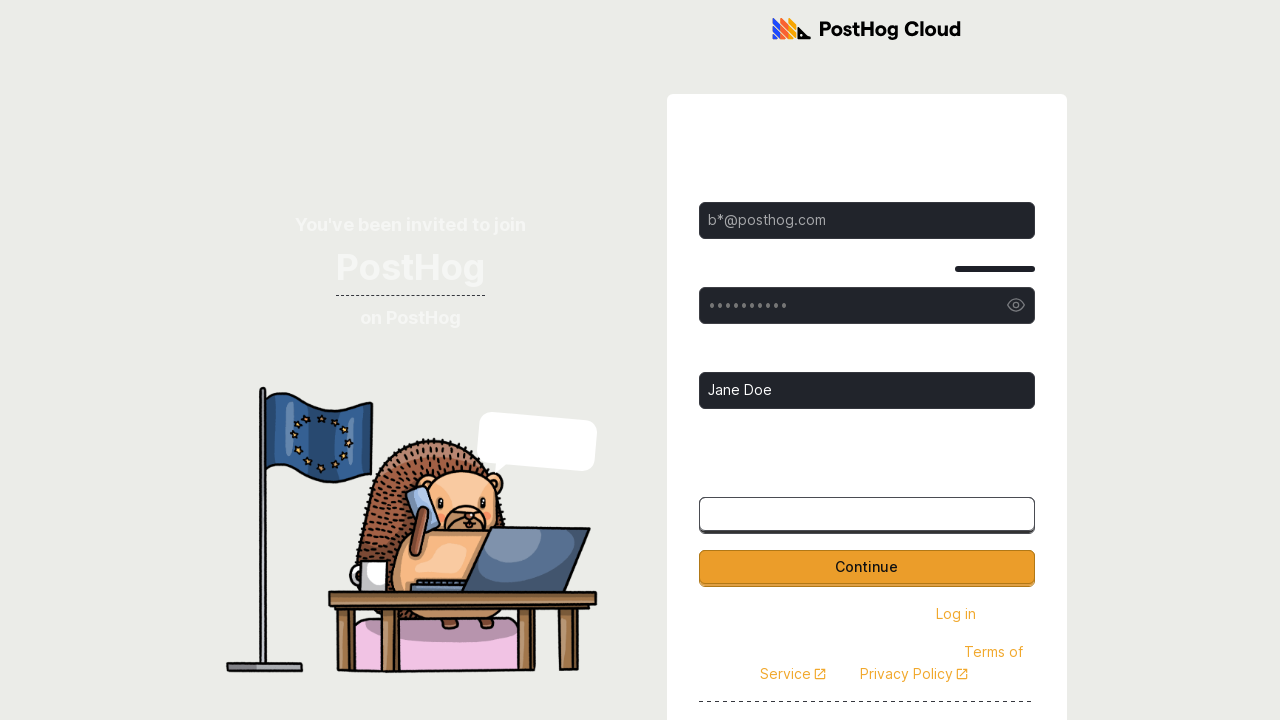 PostHog Cloud
You've been invited to join
PostHog
on PostHog
b*@posthog.com
••••••••••
Jane Doe
Continue
Log in
Terms of
Service
Privacy Policy